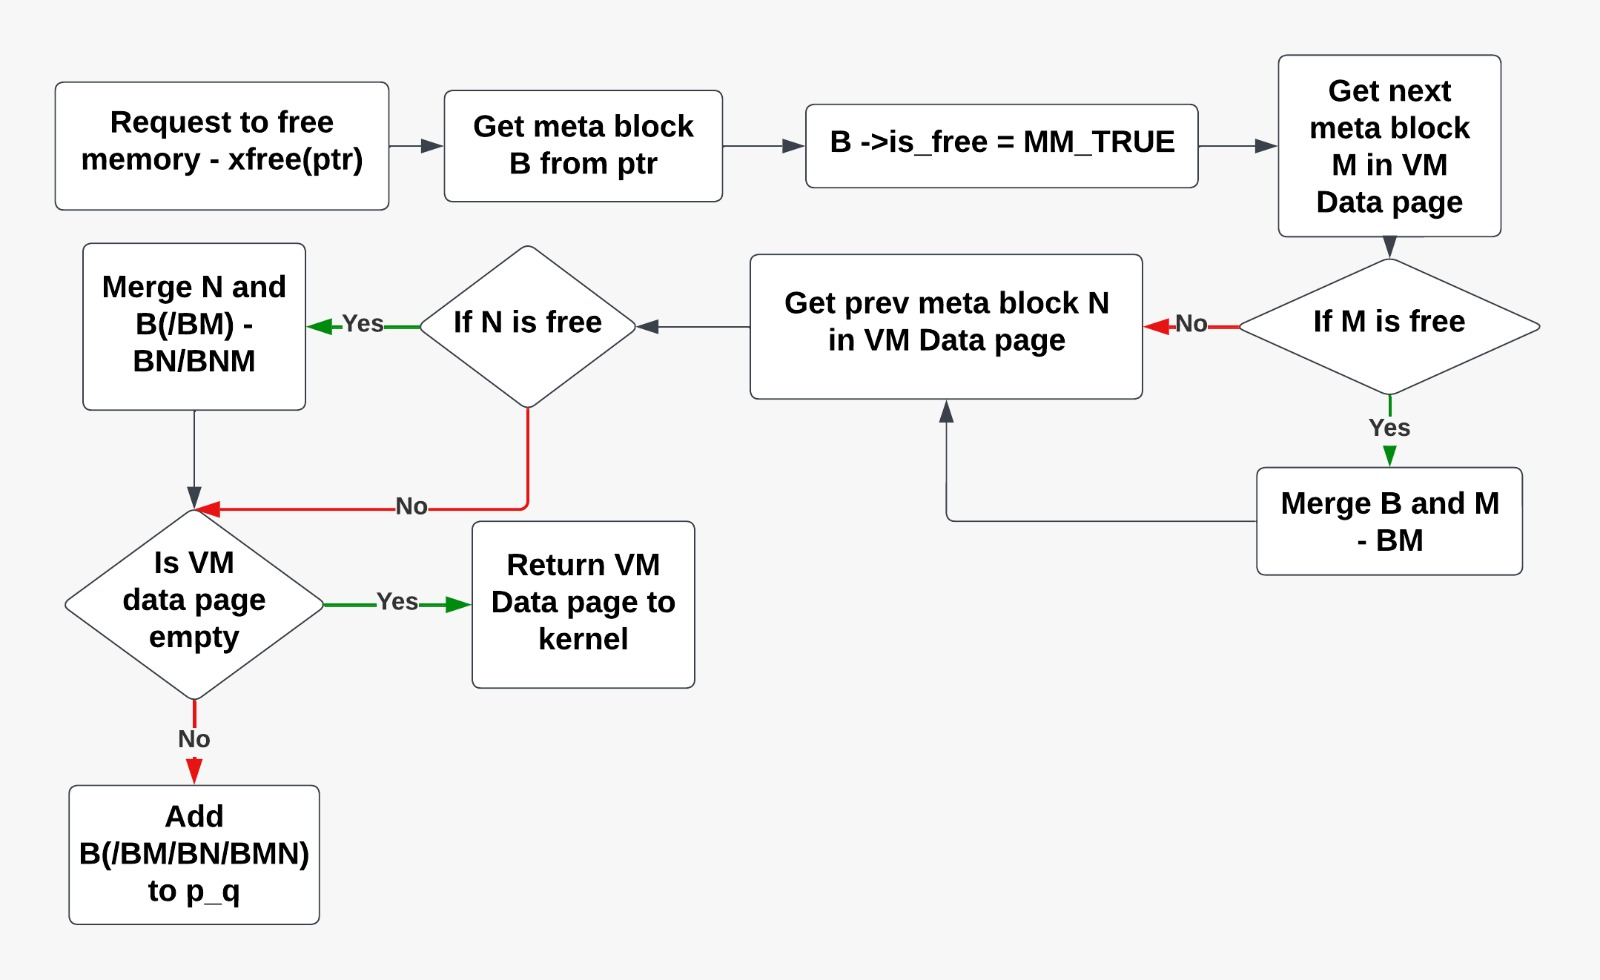 Request to free
memory - xfree(ptr)
Get meta block
B from ptr
B ->is_free = MM_TRUE
Get next
meta block
M in VM
Data page
If M is free
No
Yes
Merge B and M
- BM
Get prev meta block N
in VM Data page
If N is free
Yes
No
Merge N and
B(/BM) -
BN/BNM
Is VM
data page
empty
Yes
Return VM
Data page to
kernel
No
Add
B(/BM/BN/BMN)
to p_q